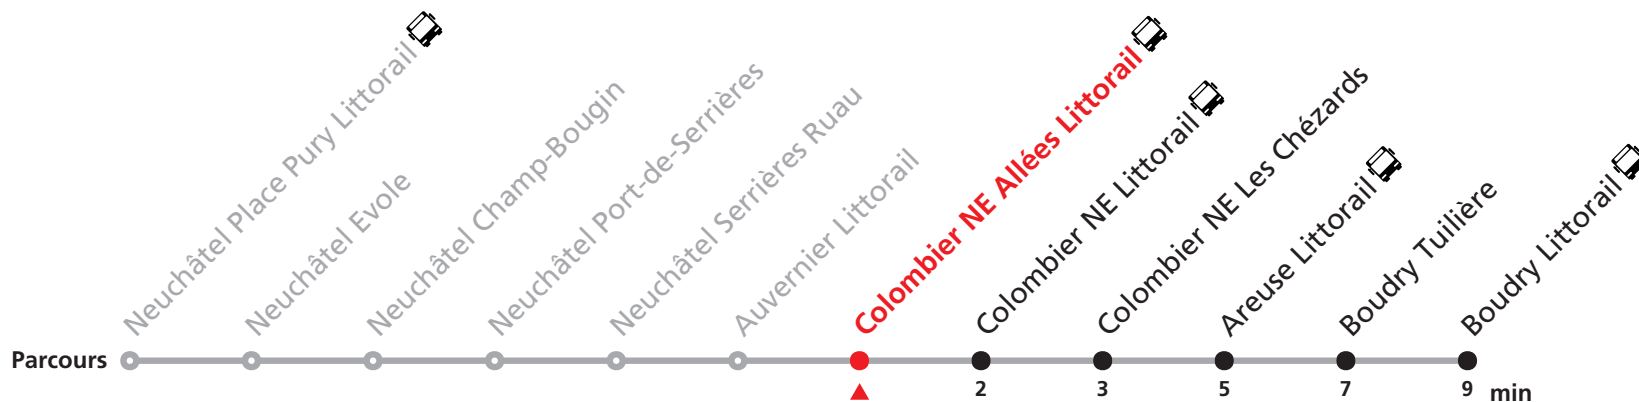 Neuchâtel Place Pury Littorail
Neuchâtel Evole
Neuchâtel Champ-Bougin
Neuchâtel Port-de-Serrières
Neuchâtel Serrières Ruau
Auvernier Littorail
Colombier NE Allées Littorail
Colombier NE Littorail
Colombier NE Les Chézards
Areuse Littorail
Boudry Tuilière
Boudry Littorail
Parcours
2 3 5 7 9 min